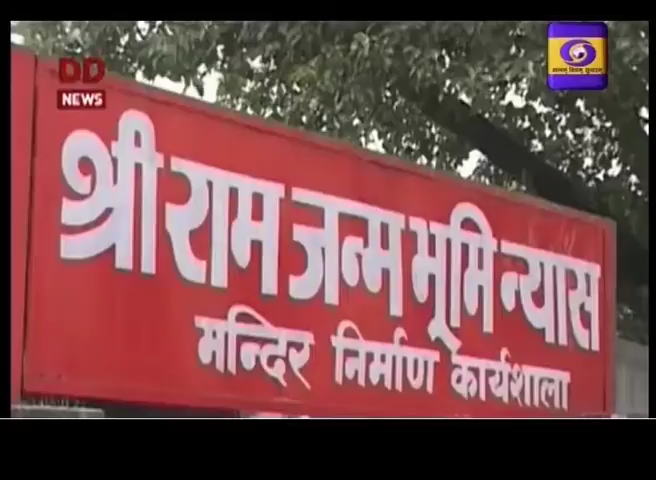 DD
NEWS
श्री राम जन्म भूमि न्यास
मन्दिर निर्माण कार्यशाला